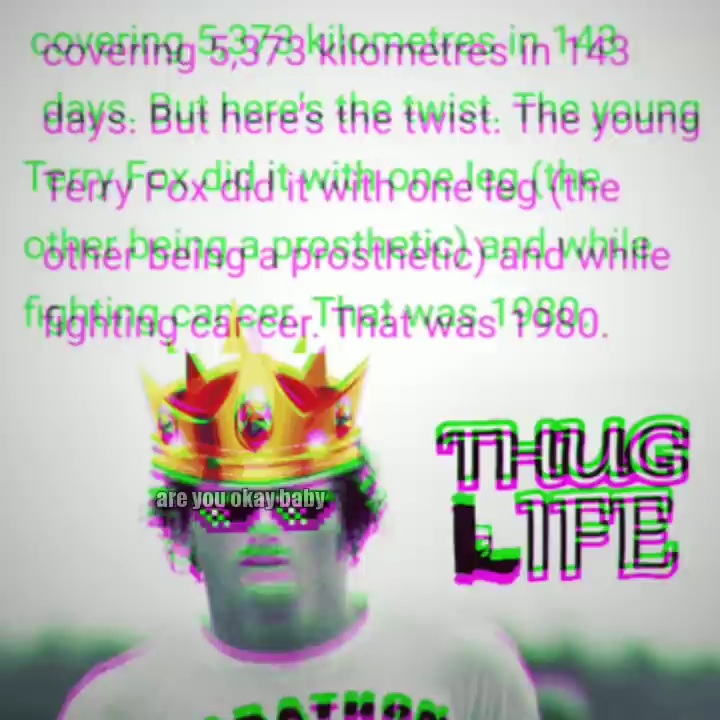 covering 5,373 kilometres in 143
days. But here's the twist. The young
Terry Fox did it with one leg (the
other being a prosthetic) and while
fighting cancer. That was 1980.
THUG
LIFE
are you okay baby